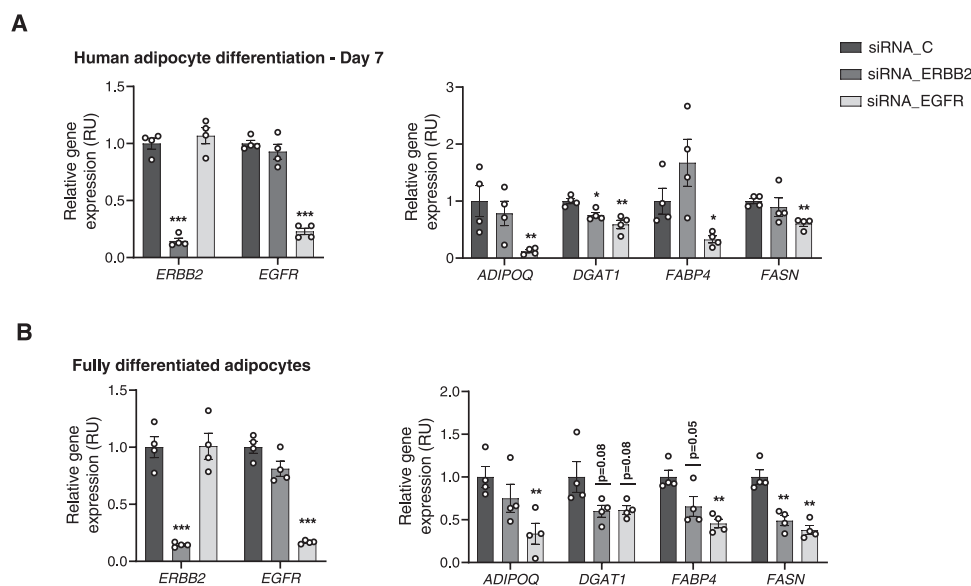 A
Human adipocyte differentiation - Day 7
siRNA_C
siRNA_ERBB2
siRNA_EGFR
Relative gene
expression (RU)
1.5
1.0
0.5
0.0
***
***
ERBB2
EGFR
Relative gene
expression (RU)
3
2
1
0
**
*
**
*
**
ADIPOQ
DGAT1
FABP4
FASN
B
Fully differentiated adipocytes
Relative gene
expression (RU)
1.5
1.0
0.5
0.0
***
***
ERBB2
EGFR
Relative gene
expression (RU)
2.0
1.5
1.0
0.5
0.0
**
p=0.08
p=0.08
p=0.05
**
**
**
ADIPOQ
DGAT1
FABP4
FASN